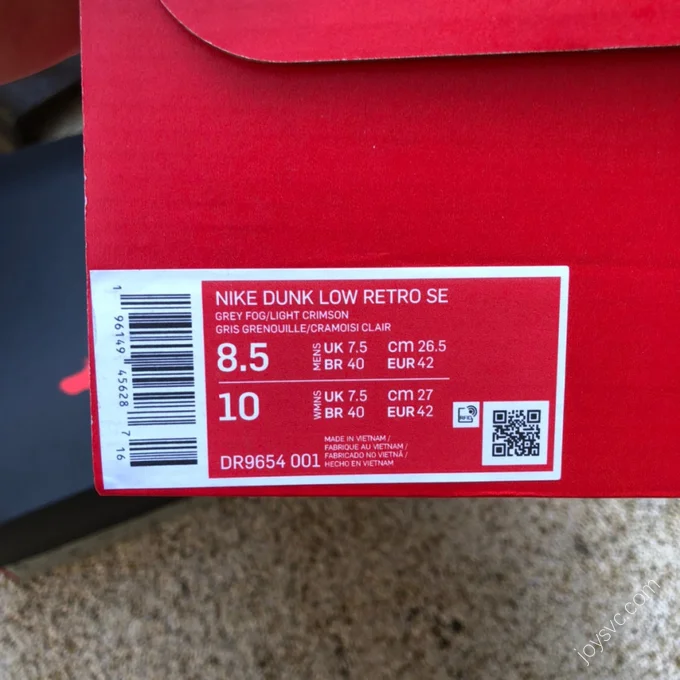 NIKE DUNK LOW RETRO SE
GREY FOG/LIGHT CRIMSON
GRIS GRENOUILLE/CRAMOISI CLAIR
8.5 MENS UK 7.5 cm 26.5
BR 40 EUR 42
10 WMNS UK 7.5 cm 27
BR 40 EUR 42
RFID
DR9654 001
MADE IN VIETNAM /
FABRIQUE AU VIETNAM /
FABRICADO NO VIETNÃ /
HECHO EN VIETNAM
1 96149 45628 7 16
joysvc.com